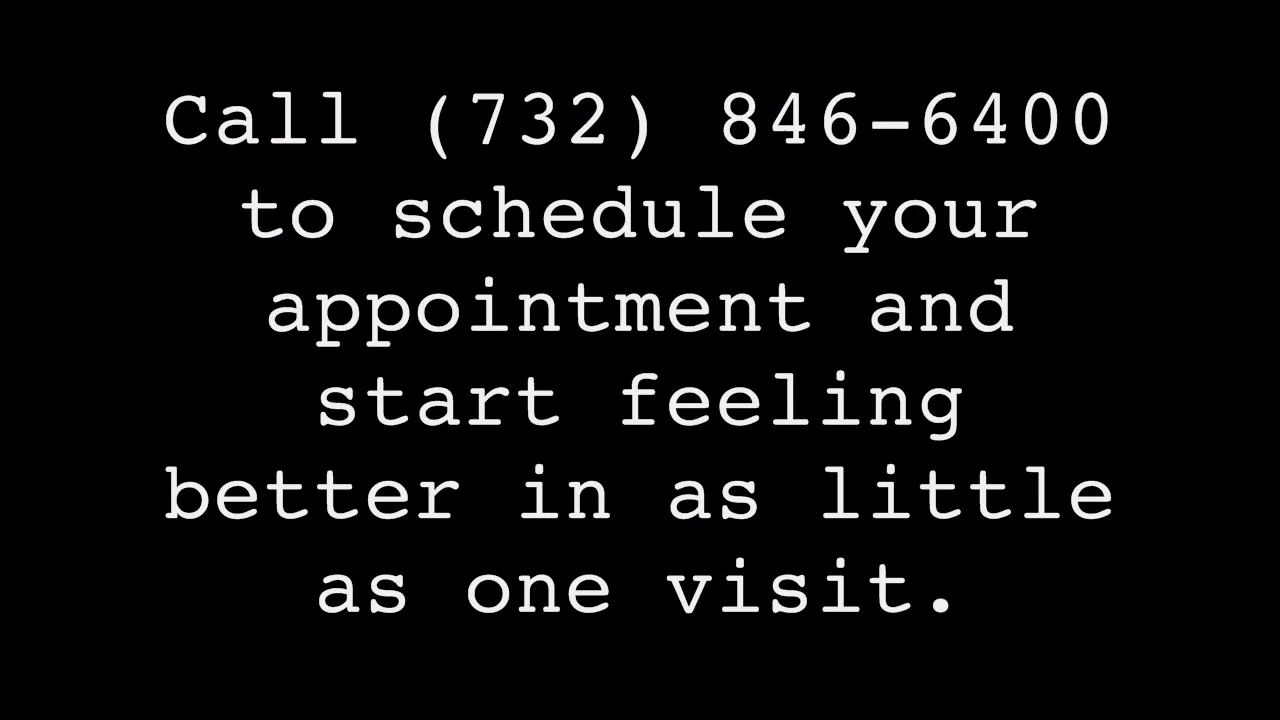 Call (732) 846-6400
to schedule your
appointment and
start feeling
better in as little
as one visit.